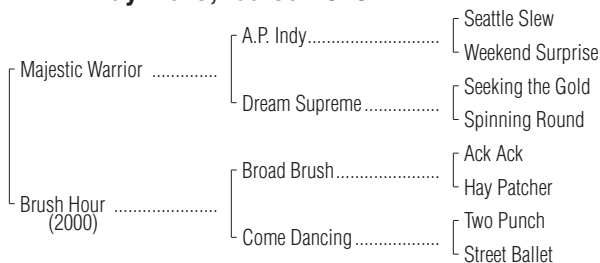 A.P. Indy
Seattle Slew
Weekend Surprise
Majestic Warrior
Dream Supreme
Seeking the Gold
Spinning Round
Brush Hour
(2000)
Broad Brush
Ack Ack
Hay Patcher
Come Dancing
Two Punch
Street Ballet